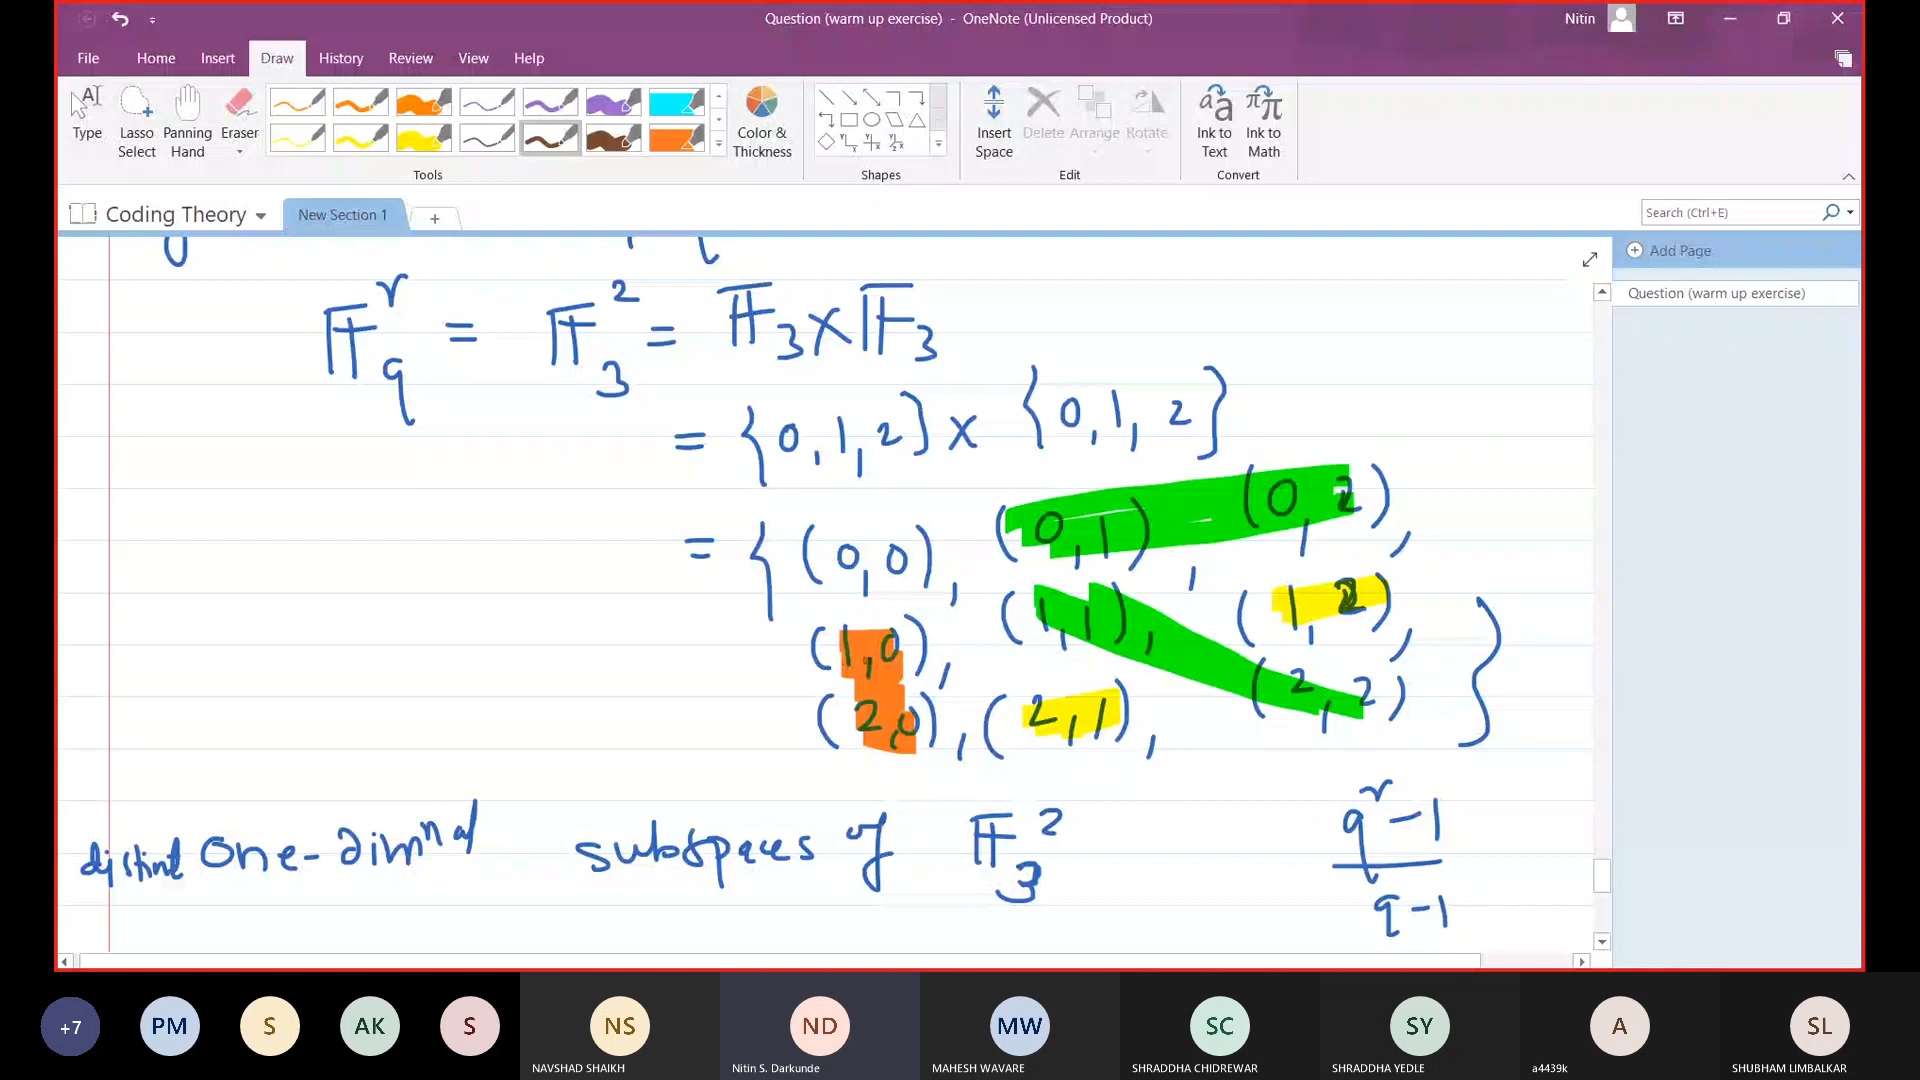 Question (warm up exercise) - OneNote (Unlicensed Product)
Nitin
File Home Insert Draw History Review View Help
Type
Lasso Select
Panning Hand
Eraser
Color & Thickness
Insert Space
Delete
Arrange
Rotate
Ink to Text
Ink to Math
Tools
Shapes
Edit
Convert
Coding Theory
New Section 1
+
Search (Ctrl+E)
Add Page
Question (warm up exercise)
𝔽_q^r = 𝔽_3^2 = 𝔽_3 × 𝔽_3
= {0, 1, 2} × {0, 1, 2}
= { (0, 0), (0, 1), (0, 2),
(1, 0), (1, 1), (1, 2),
(2, 0), (2, 1), (2, 2) }
distint one-dimnal subspaces of 𝔽_3^2
q^r - 1
q - 1
+7 PM S AK S NS ND MW SC SY A SL
NAVSHAD SHAIKH Nitin S. Darkunde MAHESH WAVARE SHRADDHA CHIDREWAR SHRADDHA YEDLE a4439k SHUBHAM LIMBALKAR